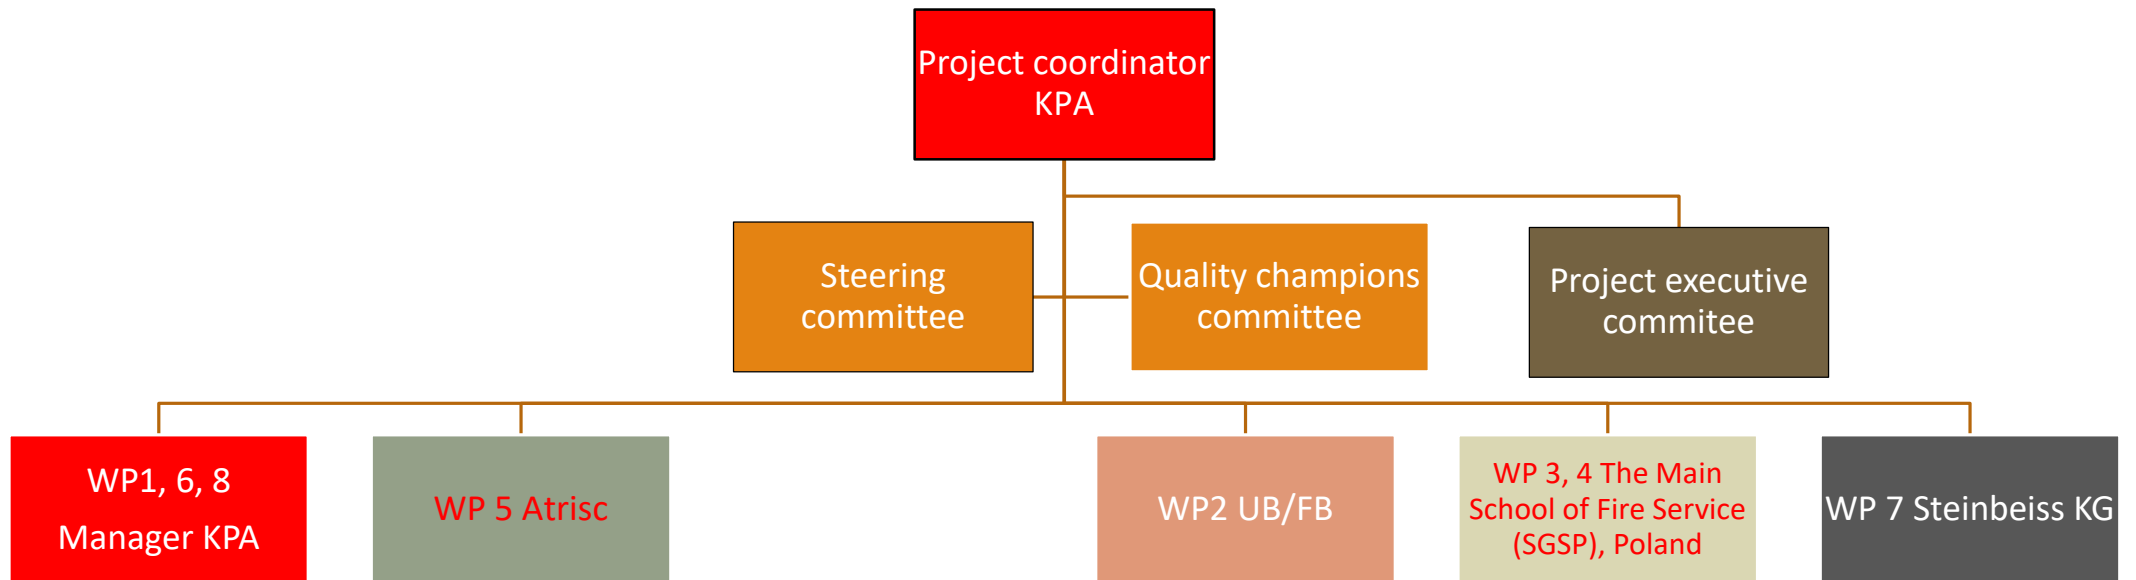 Project coordinator
KPA
Steering
committee
Quality champions
committee
Project executive
commitee
WP1, 6, 8
Manager KPA
WP 5 Atrisc
WP2 UB/FB
WP 3, 4 The Main
School of Fire Service
(SGSP), Poland
WP 7 Steinbeiss KG